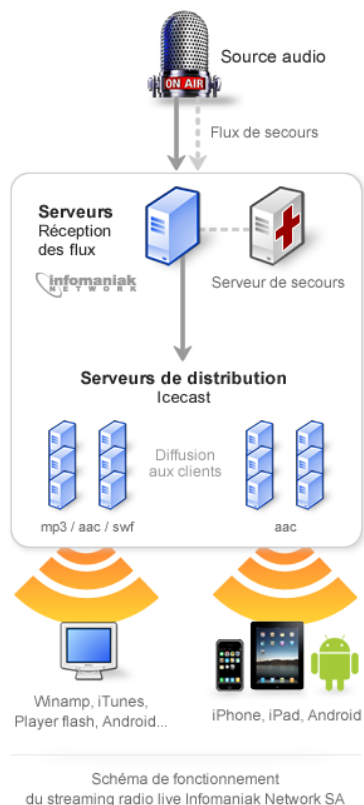 Source audio
ON AIR
Flux de secours
Serveurs
Réception
des flux
infomaniak
NETWORK
Serveur de secours
Serveurs de distribution
Icecast
Diffusion
aux clients
mp3 / aac / swf
aac
Winamp, iTunes,
Player flash, Android...
iPhone, iPad, Android
Schéma de fonctionnement
du streaming radio live Infomaniak Network SA